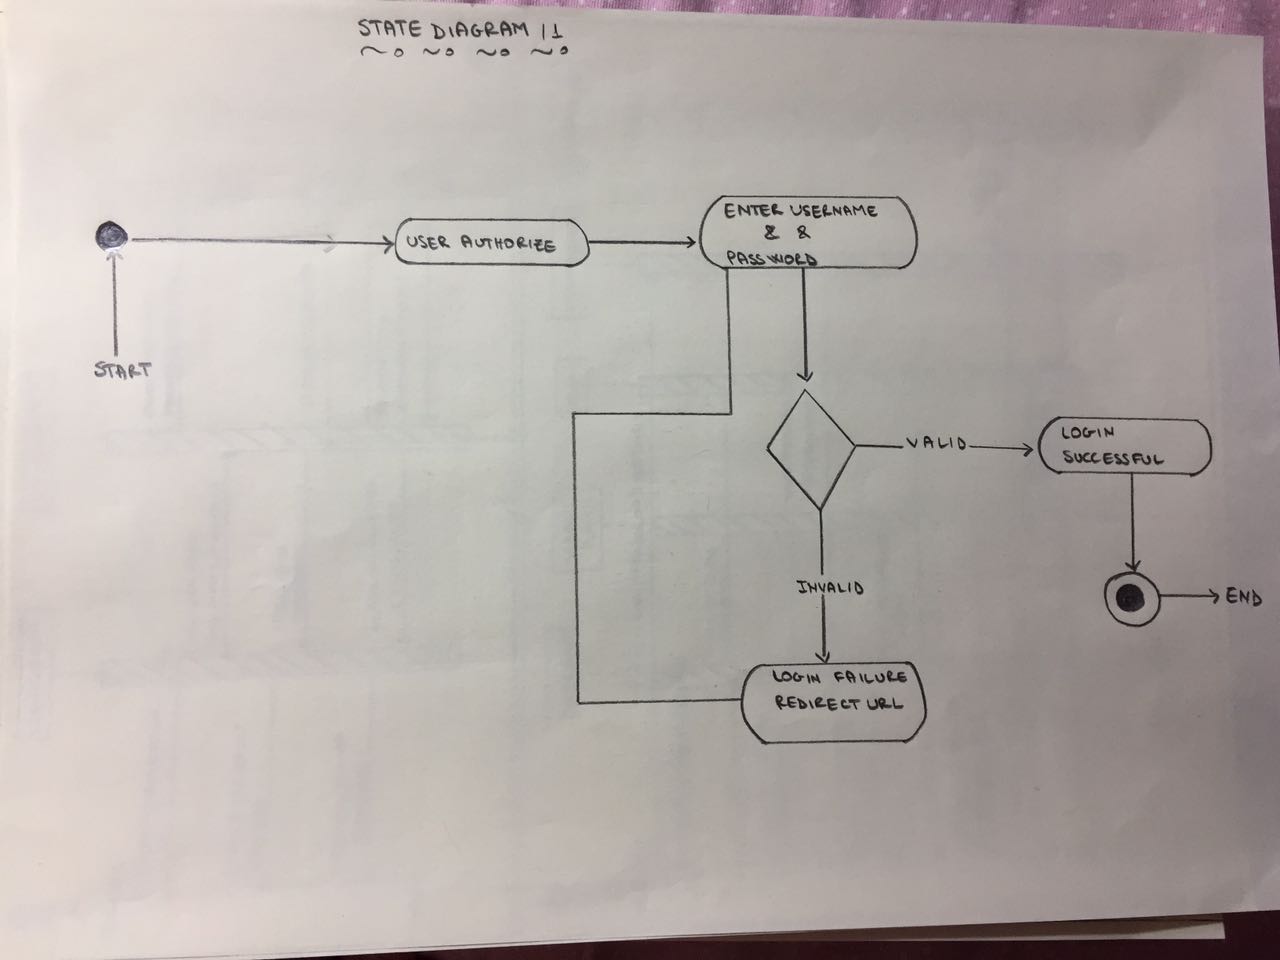 STATE DIAGRAM 11
USER AUTHORIZE
ENTER USERNAME
& &
PASSWORD
START
VALID
LOGIN
SUCCESSFUL
INVALID
END
LOGIN FAILURE
REDIRECT URL